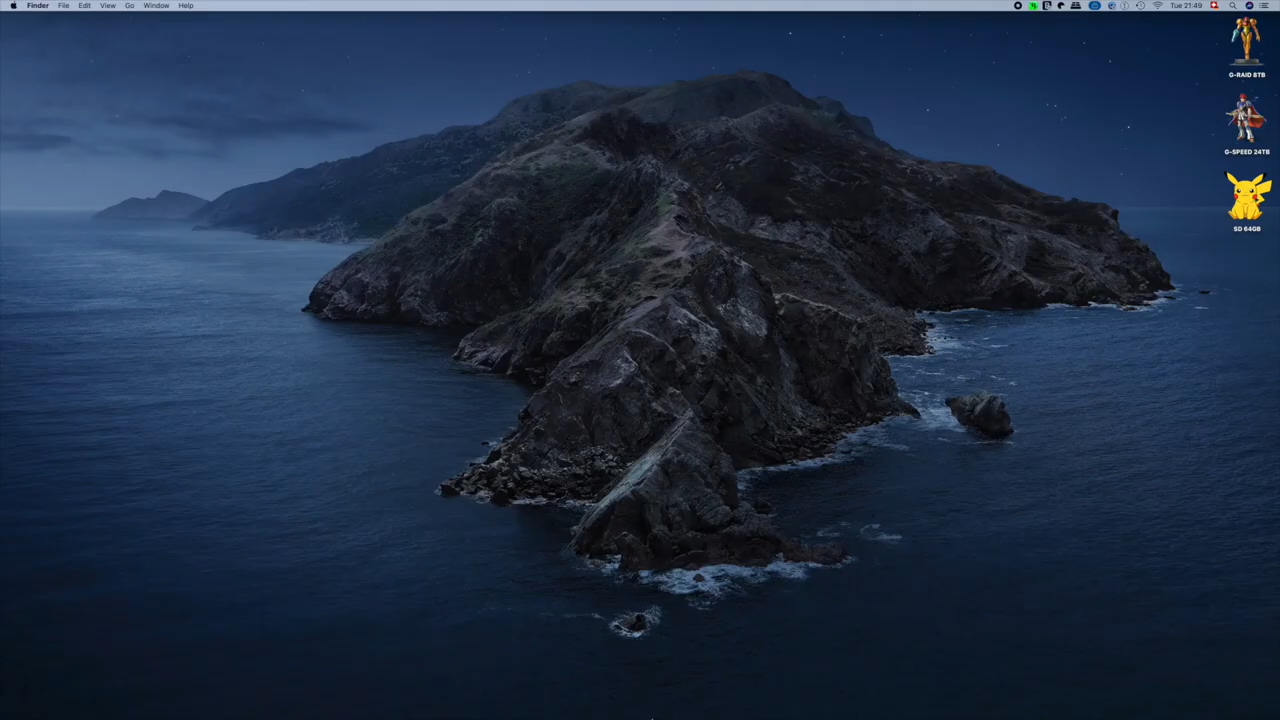 Finder File Edit View Go Window Help Tue 21:49
G-RAID 8TB
G-SPEED 24TB
SD 64GB